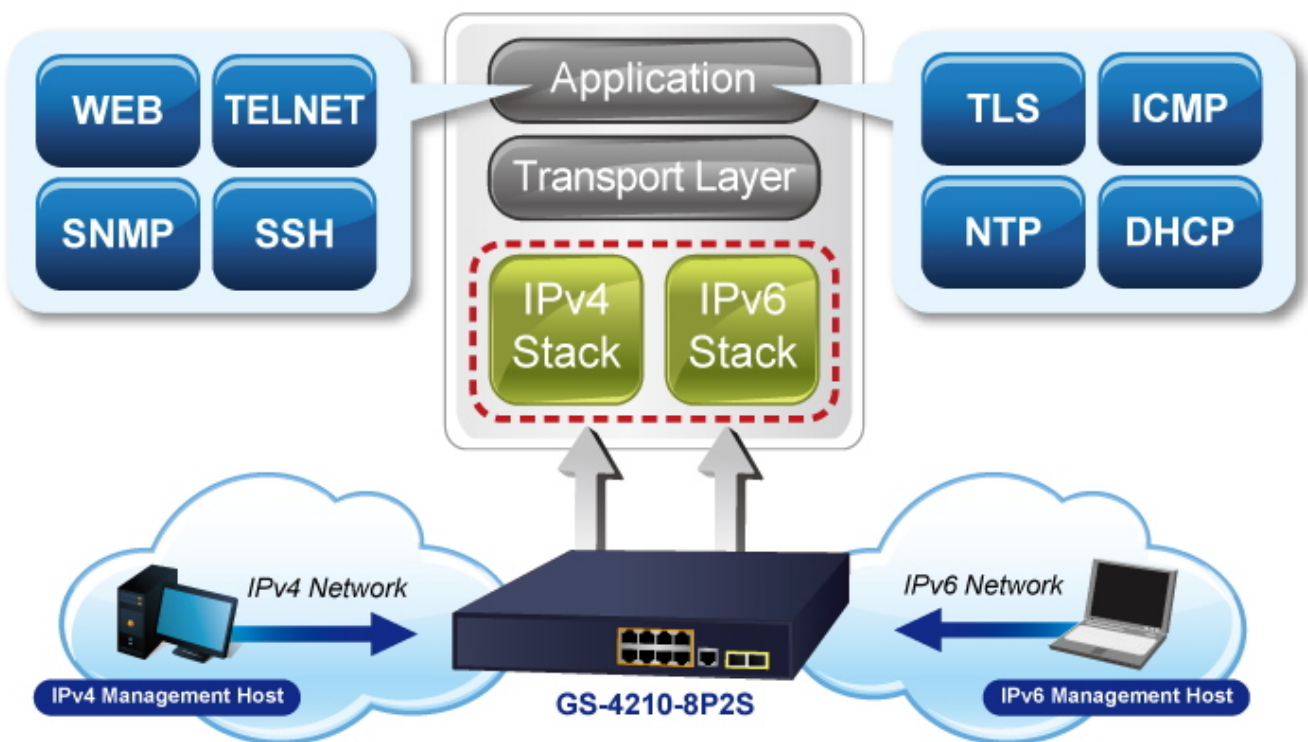 WEB
TELNET
SNMP
SSH
Application
Transport Layer
IPv4
Stack
IPv6
Stack
TLS
ICMP
NTP
DHCP
IPv4 Network
IPv6 Network
IPv4 Management Host
GS-4210-8P2S
IPv6 Management Host